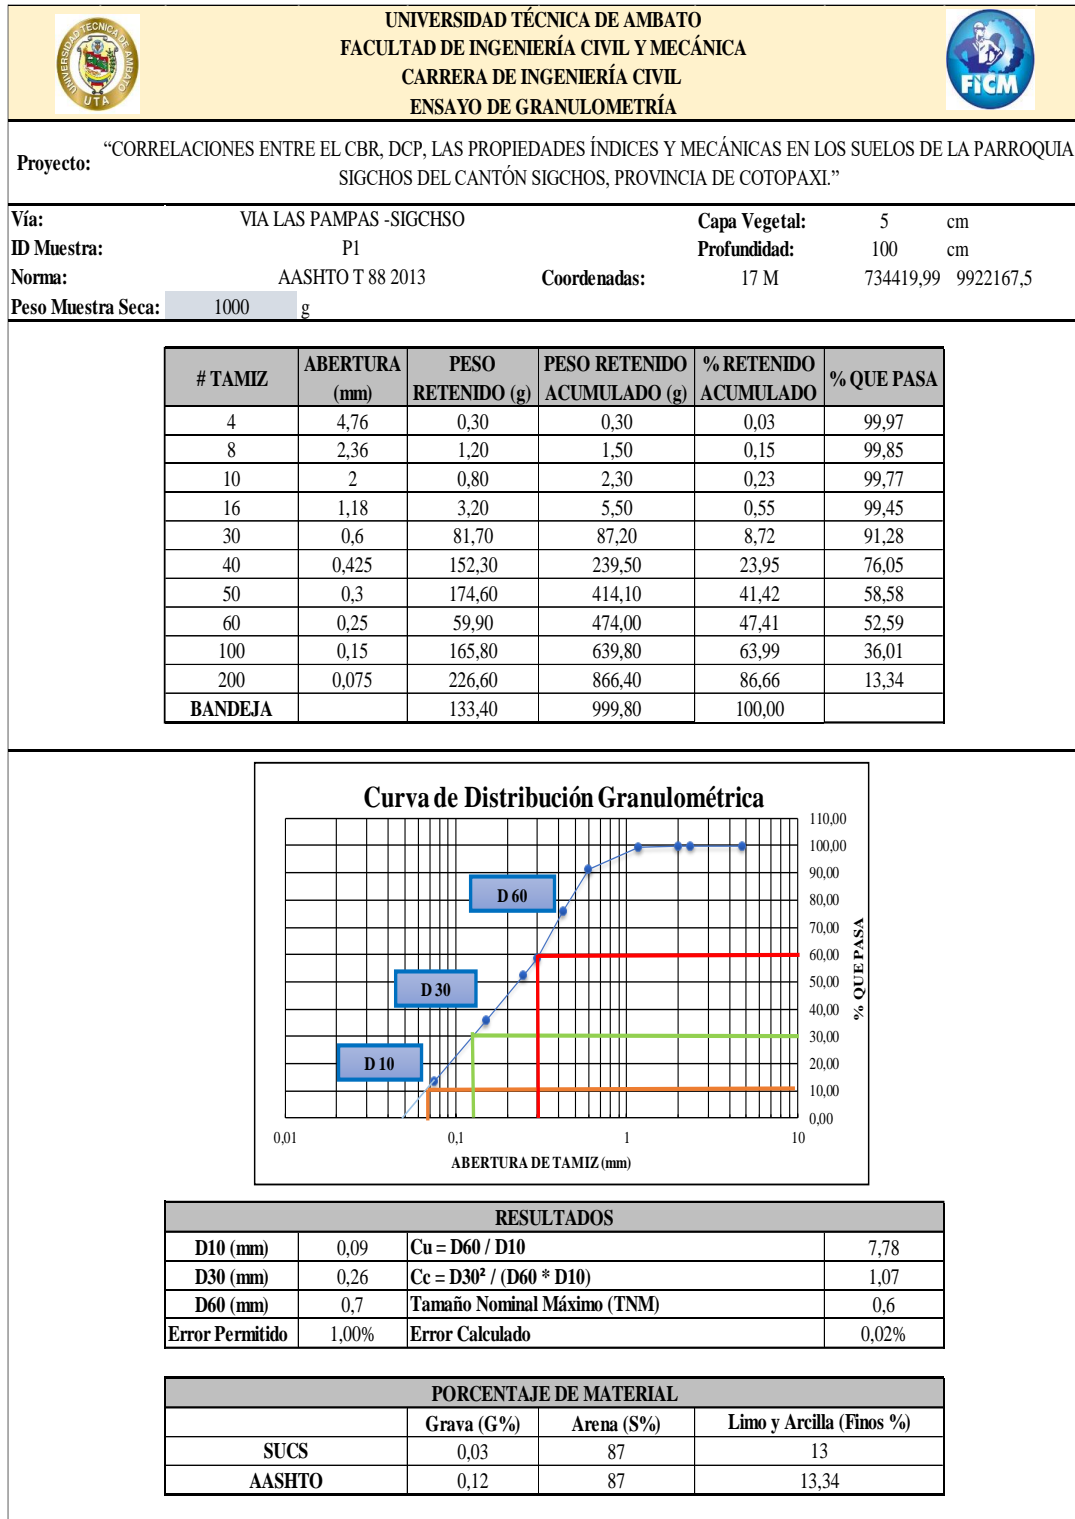 UNIVERSIDAD TÉCNICA DE AMBATO
FACULTAD DE INGENIERÍA CIVIL Y MECÁNICA
CARRERA DE INGENIERÍA CIVIL
ENSAYO DE GRANULOMETRÍA
UNIVERSIDAD TECNICA DE AMBATO
UTA
FICM
Proyecto: “CORRELACIONES ENTRE EL CBR, DCP, LAS PROPIEDADES ÍNDICES Y MECÁNICAS EN LOS SUELOS DE LA PARROQUIA
SIGCHOS DEL CANTÓN SIGCHOS, PROVINCIA DE COTOPAXI.”
Vía: VIA LAS PAMPAS -SIGCHSO Capa Vegetal: 5 cm
ID Muestra: P1 Profundidad: 100 cm
Norma: AASHTO T 88 2013 Coordenadas: 17 M 734419,99 9922167,5
Peso Muestra Seca: 1000 g
# TAMIZ ABERTURA (mm) PESO RETENIDO (g) PESO RETENIDO ACUMULADO (g) % RETENIDO ACUMULADO % QUE PASA
4 4,76 0,30 0,30 0,03 99,97
8 2,36 1,20 1,50 0,15 99,85
10 2 0,80 2,30 0,23 99,77
16 1,18 3,20 5,50 0,55 99,45
30 0,6 81,70 87,20 8,72 91,28
40 0,425 152,30 239,50 23,95 76,05
50 0,3 174,60 414,10 41,42 58,58
60 0,25 59,90 474,00 47,41 52,59
100 0,15 165,80 639,80 63,99 36,01
200 0,075 226,60 866,40 86,66 13,34
BANDEJA 133,40 999,80 100,00
Curva de Distribución Granulométrica
110,00
100,00
90,00
80,00
70,00
60,00
50,00
40,00
30,00
20,00
10,00
0,00
% QUE PASA
D 60
D 30
D 10
0,01 0,1 1 10
ABERTURA DE TAMIZ (mm)
RESULTADOS
D10 (mm) 0,09 Cu = D60 / D10 7,78
D30 (mm) 0,26 Cc = D30² / (D60 * D10) 1,07
D60 (mm) 0,7 Tamaño Nominal Máximo (TNM) 0,6
Error Permitido 1,00% Error Calculado 0,02%
PORCENTAJE DE MATERIAL
Grava (G%) Arena (S%) Limo y Arcilla (Finos %)
SUCS 0,03 87 13
AASHTO 0,12 87 13,34